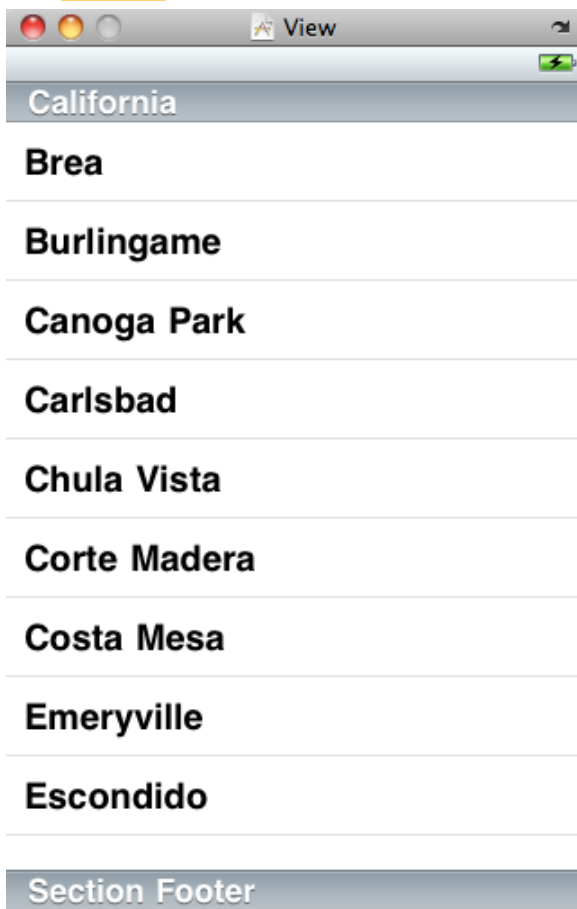 View
California
Brea
Burlingame
Canoga Park
Carlsbad
Chula Vista
Corte Madera
Costa Mesa
Emeryville
Escondido
Section Footer